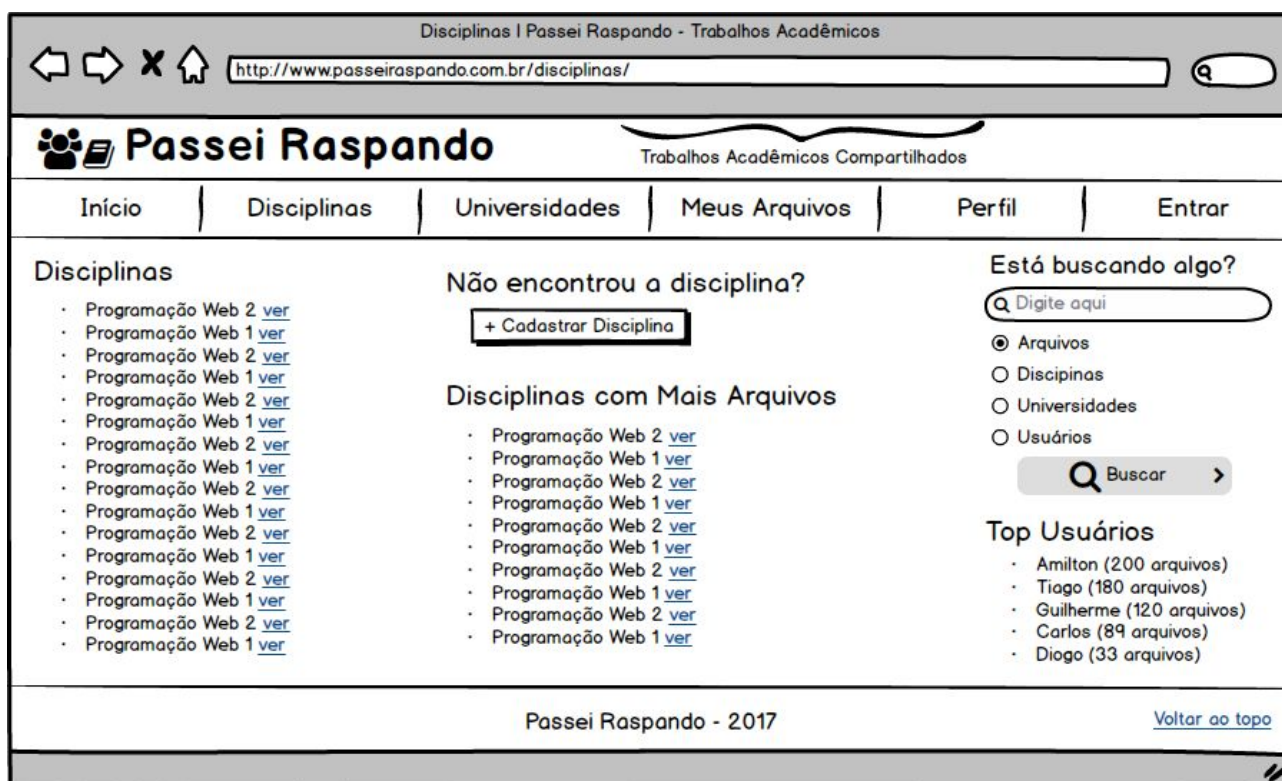 Disciplinas | Passei Raspando - Trabalhos Acadêmicos
http://www.passeiraspando.com.br/disciplinas/
Passei Raspando
Trabalhos Acadêmicos Compartilhados
Início
Disciplinas
Universidades
Meus Arquivos
Perfil
Entrar
Disciplinas
· Programação Web 2 ver
· Programação Web 1 ver
· Programação Web 2 ver
· Programação Web 1 ver
· Programação Web 2 ver
· Programação Web 1 ver
· Programação Web 2 ver
· Programação Web 1 ver
· Programação Web 2 ver
· Programação Web 1 ver
· Programação Web 2 ver
· Programação Web 1 ver
· Programação Web 2 ver
· Programação Web 1 ver
· Programação Web 2 ver
· Programação Web 1 ver
Não encontrou a disciplina?
+ Cadastrar Disciplina
Disciplinas com Mais Arquivos
· Programação Web 2 ver
· Programação Web 1 ver
· Programação Web 2 ver
· Programação Web 1 ver
· Programação Web 2 ver
· Programação Web 1 ver
· Programação Web 2 ver
· Programação Web 1 ver
· Programação Web 2 ver
· Programação Web 1 ver
Está buscando algo?
Digite aqui
Arquivos
Discipinas
Universidades
Usuários
Buscar
Top Usuários
· Amilton (200 arquivos)
· Tiago (180 arquivos)
· Guilherme (120 arquivos)
· Carlos (89 arquivos)
· Diogo (33 arquivos)
Passei Raspando - 2017
Voltar ao topo